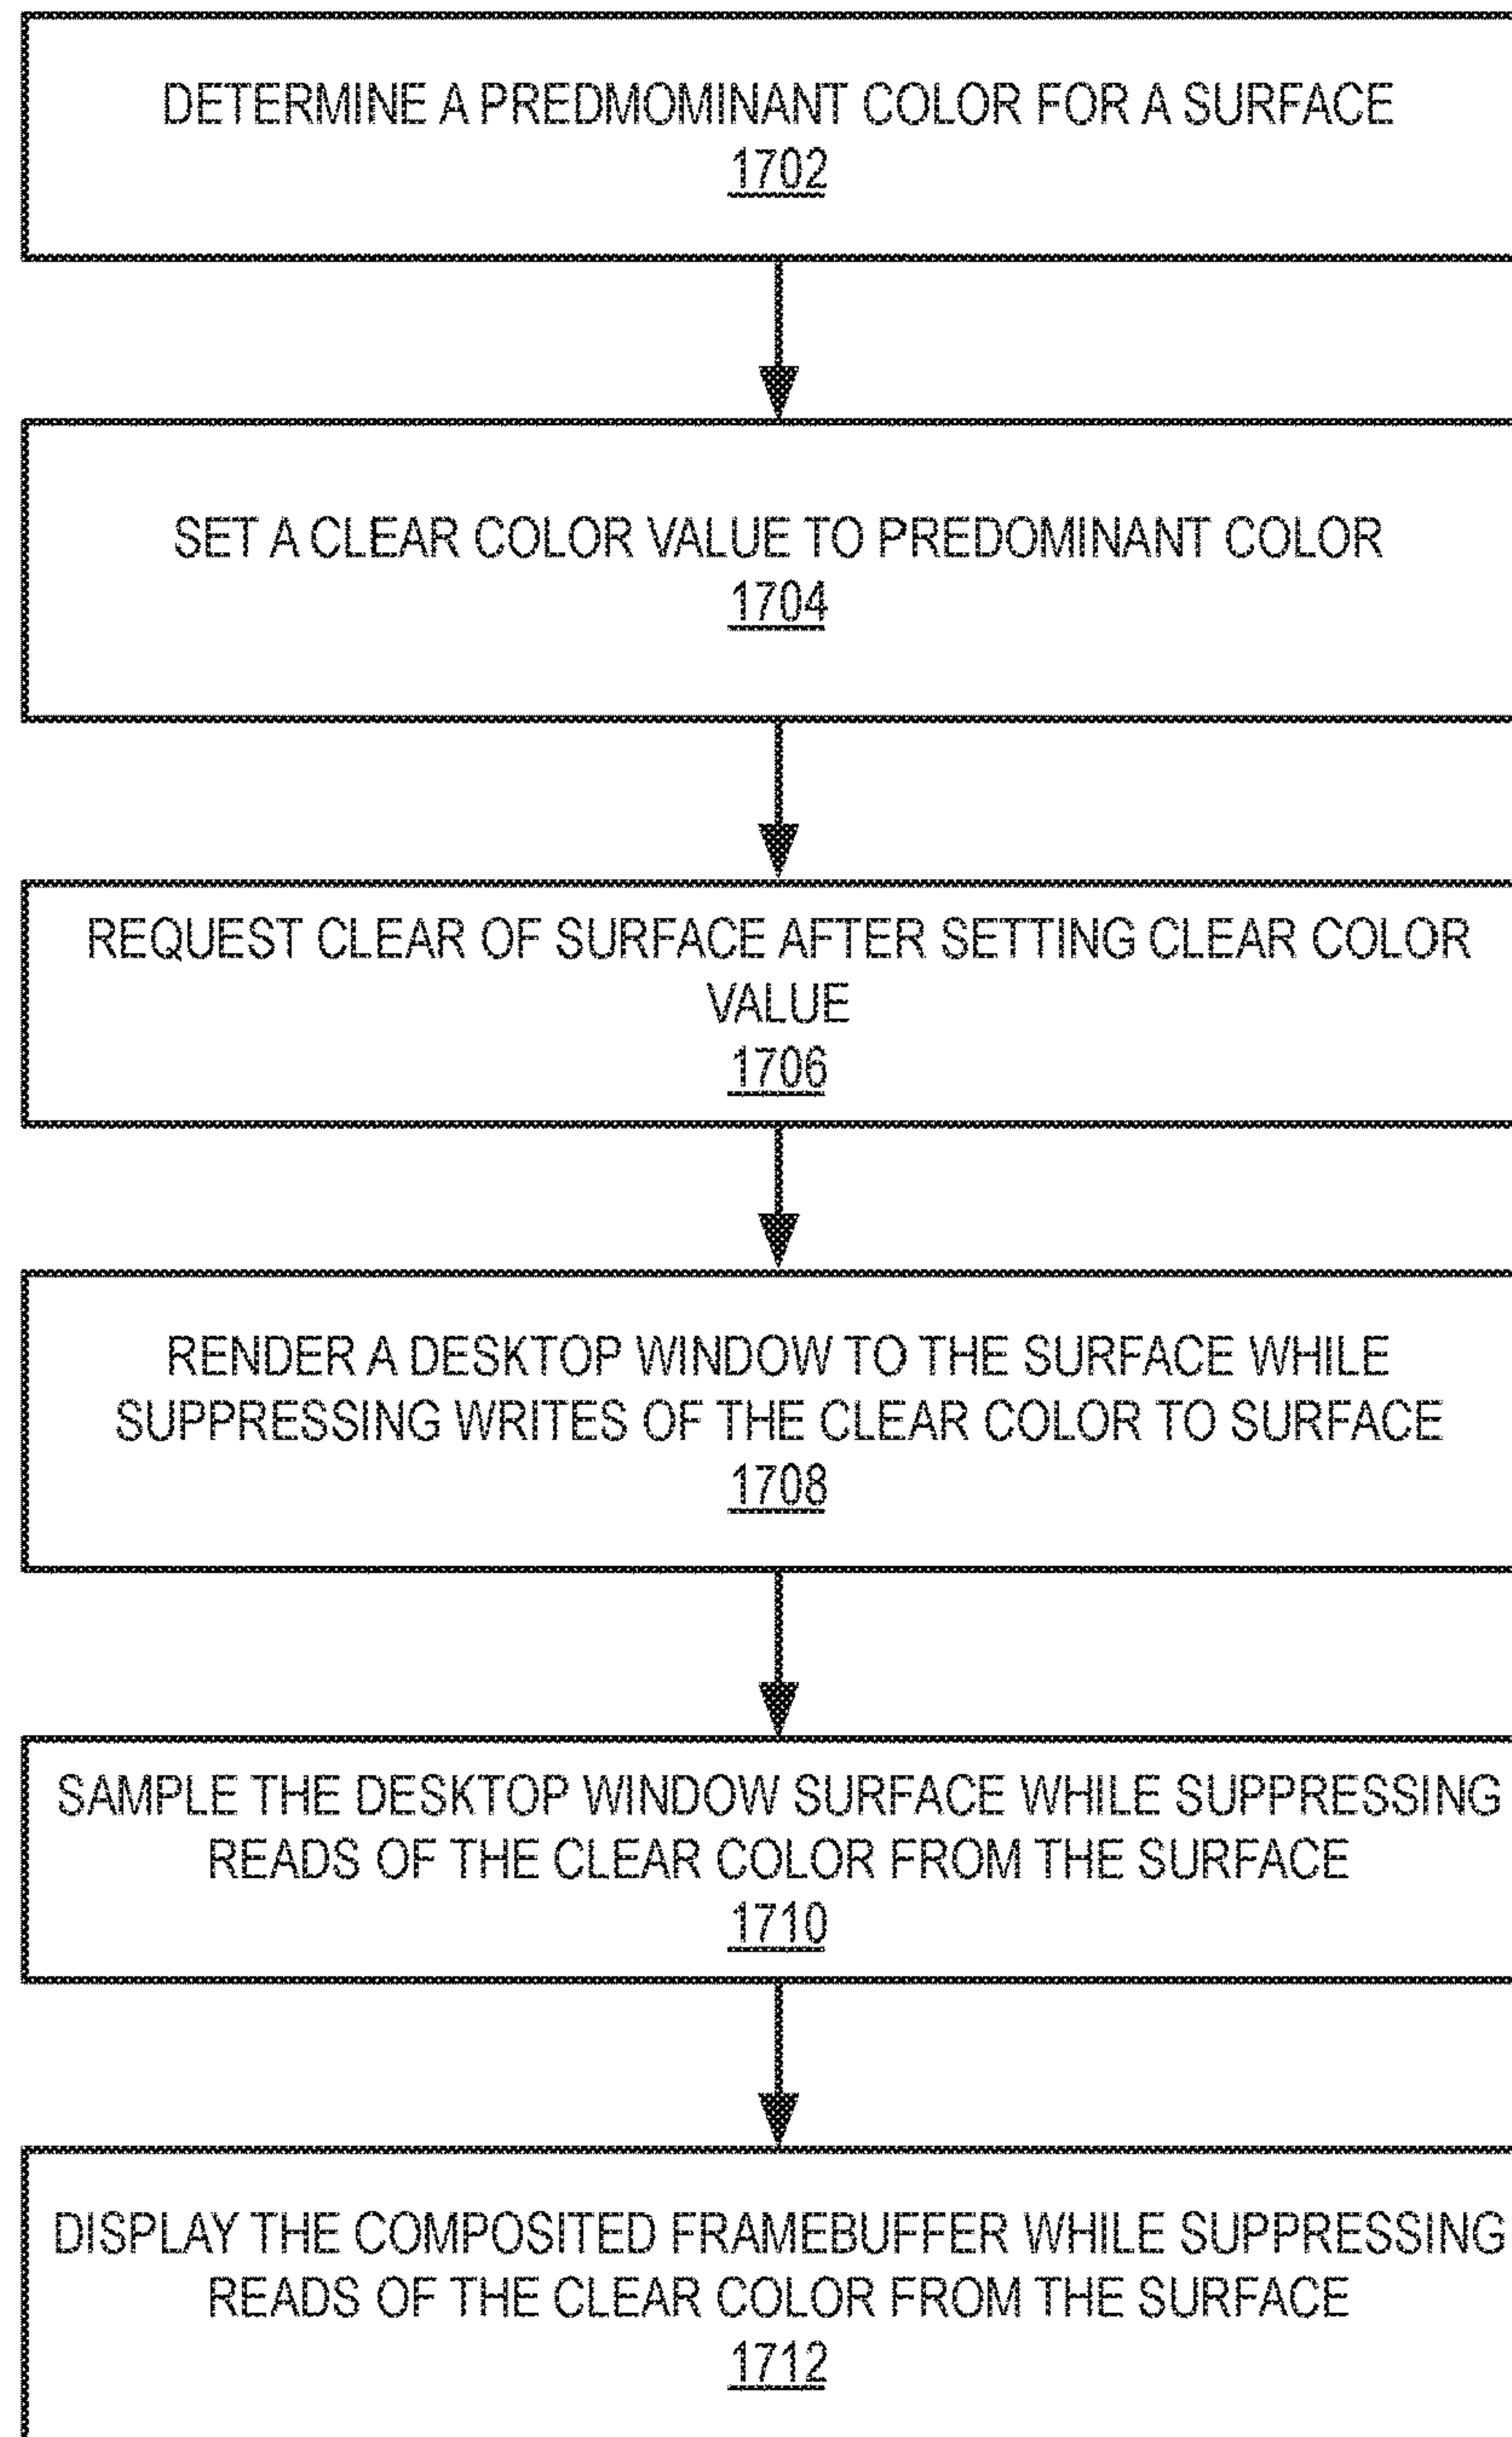 DETERMINE A PREDMOMINANT COLOR FOR A SURFACE
1702
SET A CLEAR COLOR VALUE TO PREDOMINANT COLOR
1704
REQUEST CLEAR OF SURFACE AFTER SETTING CLEAR COLOR
VALUE
1706
RENDER A DESKTOP WINDOW TO THE SURFACE WHILE
SUPPRESSING WRITES OF THE CLEAR COLOR TO SURFACE
1708
SAMPLE THE DESKTOP WINDOW SURFACE WHILE SUPPRESSING
READS OF THE CLEAR COLOR FROM THE SURFACE
1710
DISPLAY THE COMPOSITED FRAMEBUFFER WHILE SUPPRESSING
READS OF THE CLEAR COLOR FROM THE SURFACE
1712